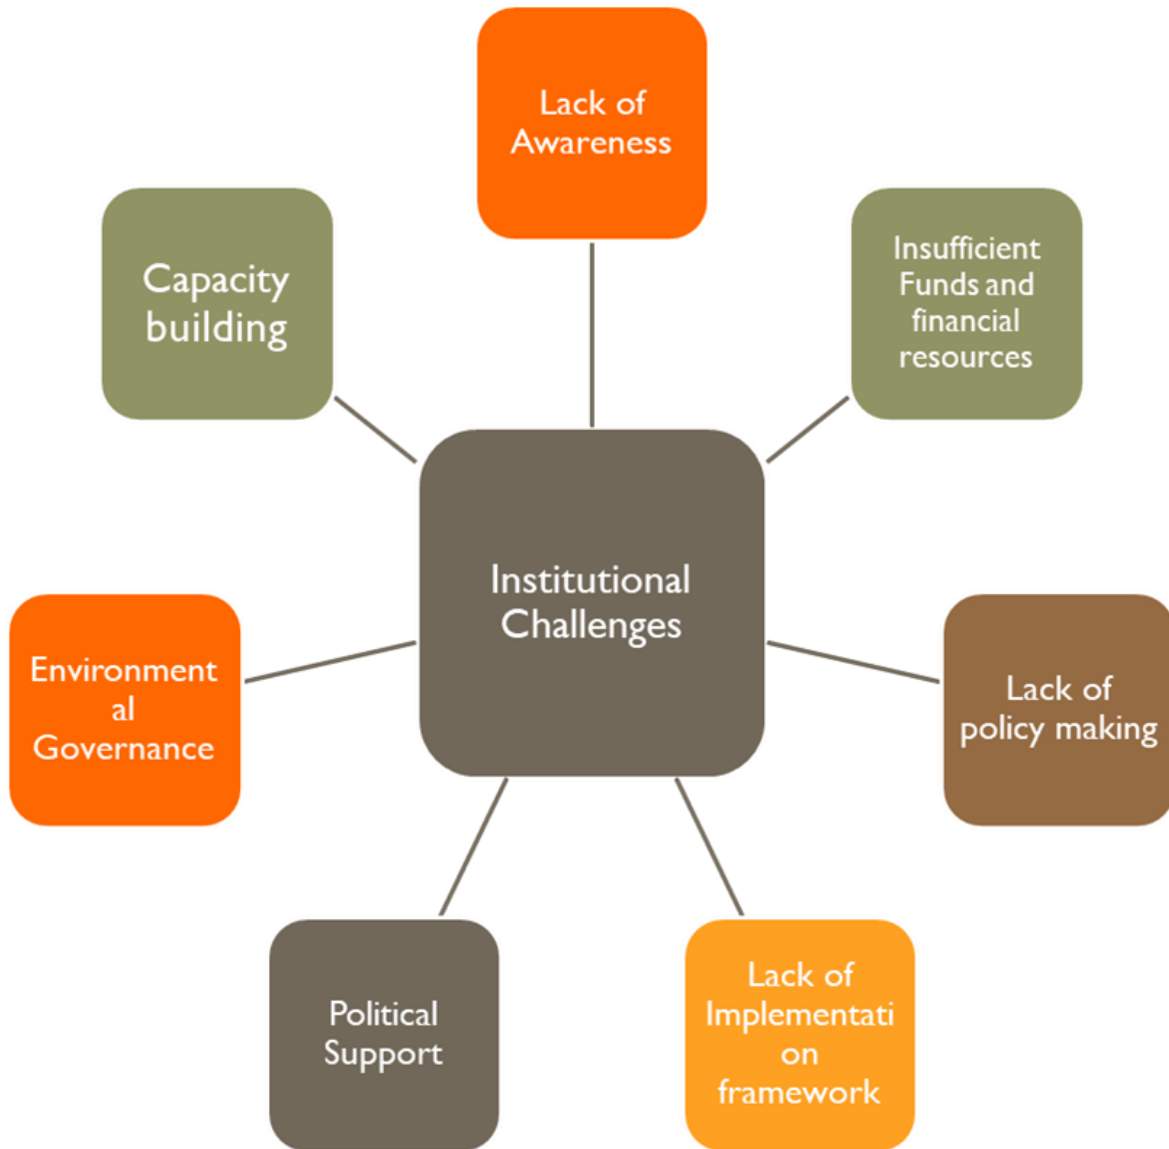 Lack of
Awareness
Insufficient
Funds and
financial
resources
Capacity
building
Institutional
Challenges
Environment
al
Governance
Lack of
policy making
Political
Support
Lack of
Implementati
on
framework